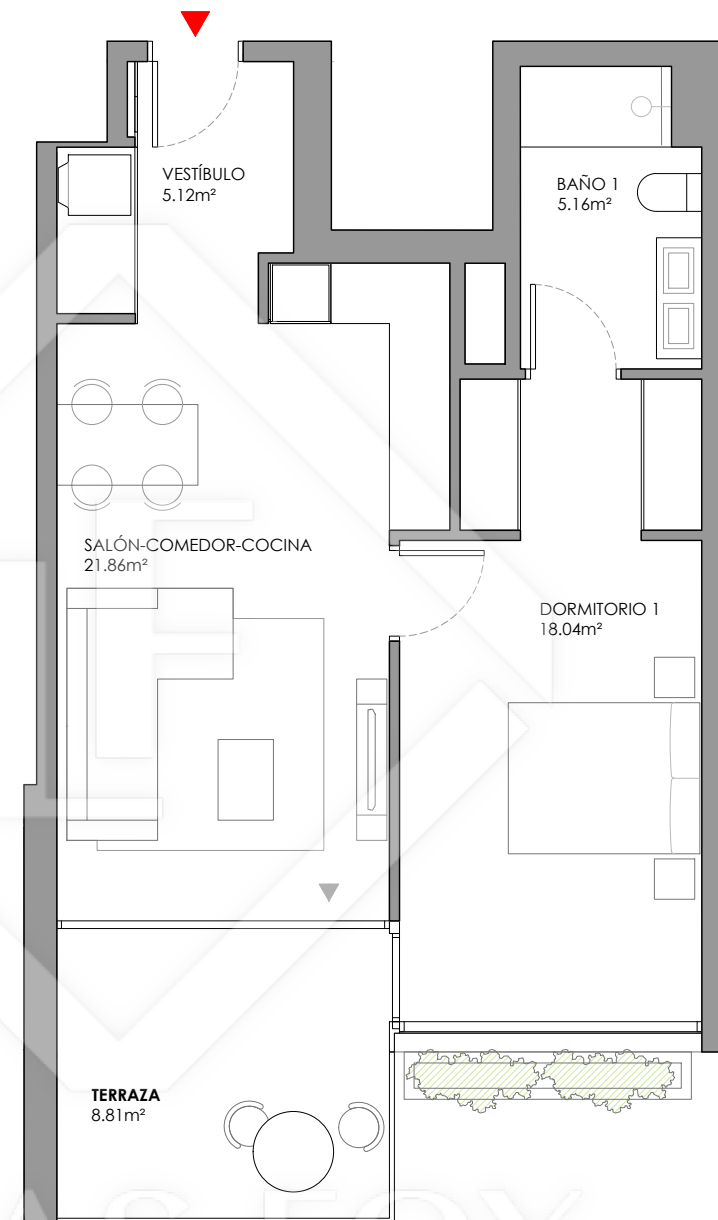 VESTÍBULO
5.12m²
BAÑO 1
5.16m²
SALÓN-COMEDOR-COCINA
21.86m²
DORMITORIO 1
18.04m²
TERRAZA
8.81m²